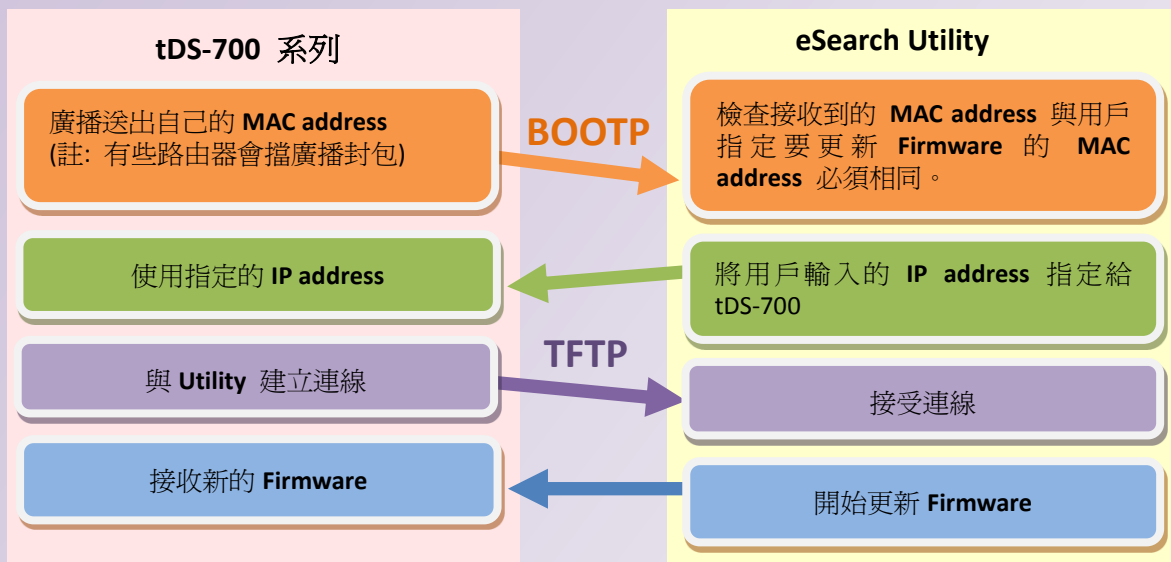 tDS-700 系列
廣播送出自己的 MAC address
(註: 有些路由器會擋廣播封包)
使用指定的 IP address
與 Utility 建立連線
接收新的 Firmware
BOOTP
TFTP
eSearch Utility
檢查接收到的 MAC address 與用戶
指定要更新 Firmware 的 MAC
address 必須相同。
將用戶輸入的 IP address 指定給
tDS-700
接受連線
開始更新 Firmware